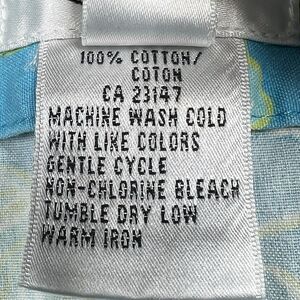 100% COTTON/
COTON
CA 23147
MACHINE WASH COLD
WITH LIKE COLORS
GENTLE CYCLE
NON-CHLORINE BLEACH
TUMBLE DRY LOW
WARM IRON